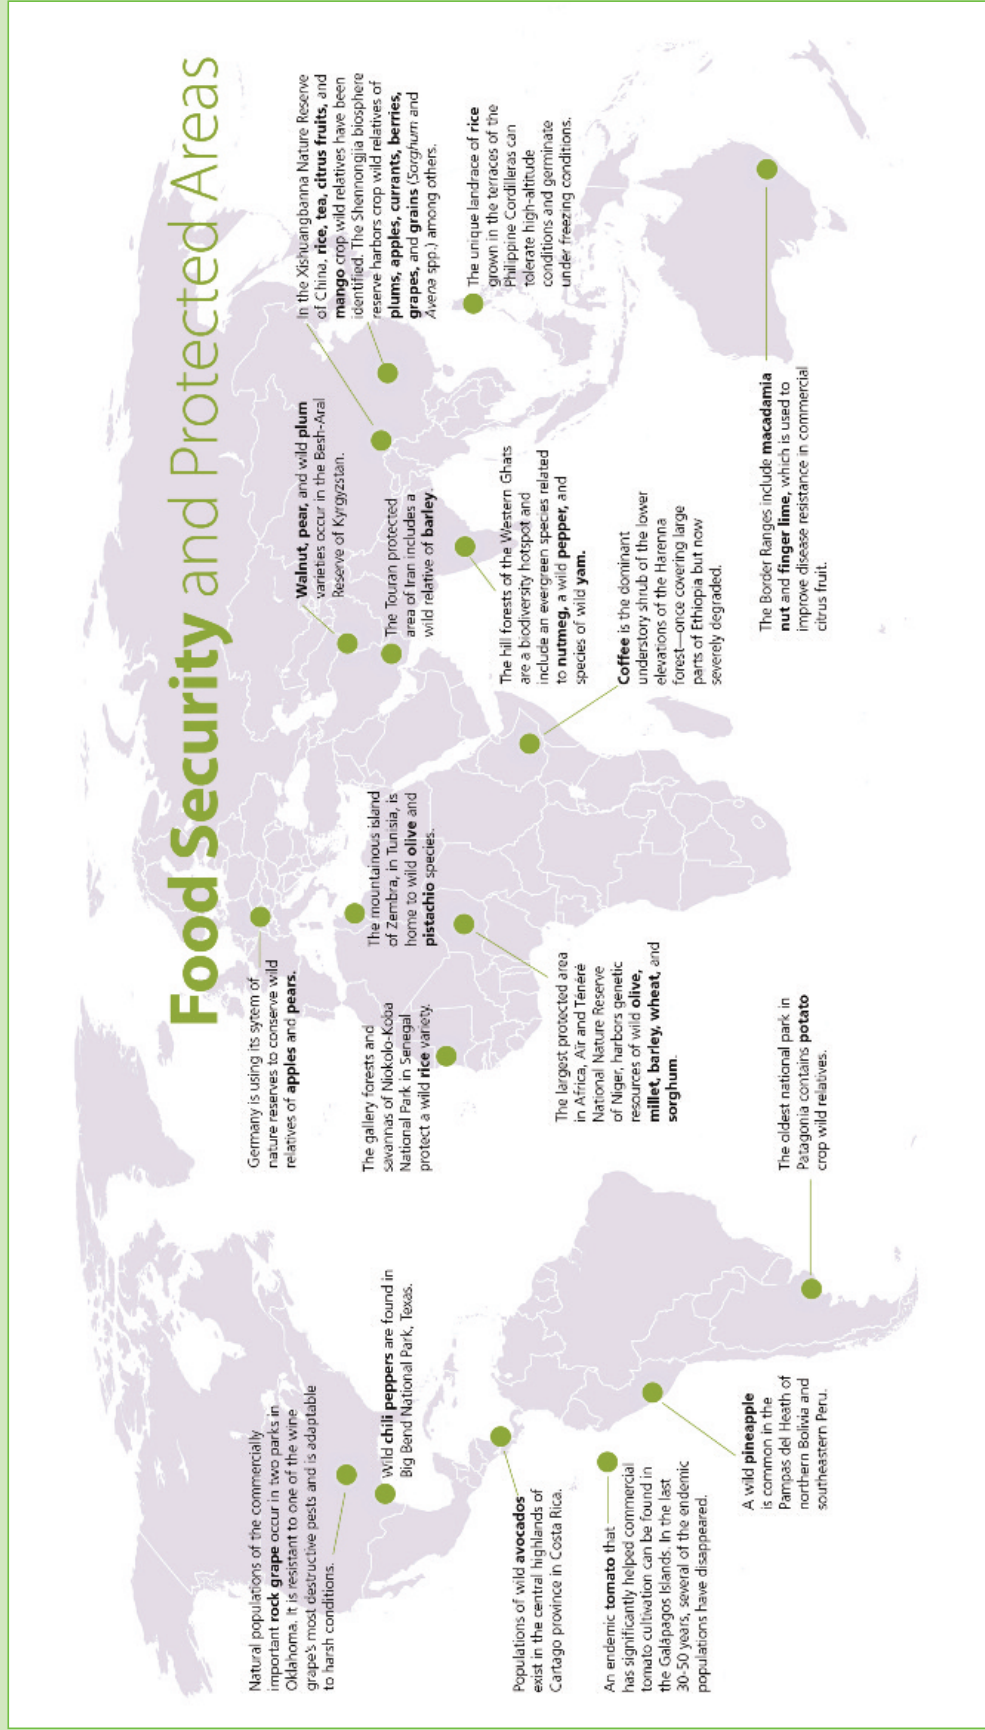 Food Security and Protected Areas
Natural populations of the commercially
important rock grape occur in two parks in
Oklahoma. It is resistant to one of the wine
grape's most destructive pests and is adaptable
to harsh conditions.
Wild chili peppers are found in
Big Bend National Park, Texas.
Populations of wild avocados
exist in the central highlands of
Cartago province in Costa Rica.
An endemic tomato that
has significantly helped commercial
tomato cultivation can be found in
the Galápagos Islands. In the last
30-50 years, several of the endemic
populations have disappeared.
A wild pineapple
is common in the
Pampas del Heath of
northern Bolivia and
southeastern Peru.
The oldest national park in
Patagonia contains potato
crop wild relatives.
Germany is using its sytem of
nature reserves to conserve wild
relatives of apples and pears.
The gallery forests and
savannas of Niokolo-Koba
National Park in Senegal
protect a wild rice variety.
The mountainous island
of Zembra, in Tunisia, is
home to wild olive and
pistachio species.
The largest protected area
in Africa, Aïr and Ténéré
National Nature Reserve
of Niger, harbors genetic
resources of wild olive,
millet, barley, wheat, and
sorghum.
Walnut, pear, and wild plum
varieties occur in the Besh-Aral
Reserve of Kyrgyzstan.
The Touran protected
area of Iran includes a
wild relative of barley.
The hill forests of the Western Ghats
are a biodiversity hotspot and
include an evergreen species related
to nutmeg, a wild pepper, and
species of wild yam.
Coffee is the dominant
understory shrub of the lower
elevations of the Harenna
forest—once covering large
parts of Ethiopia but now
severely degraded.
In the Xishuangbanna Nature Reserve
of China, rice, tea, citrus fruits, and
mango crop wild relatives have been
identified. The Shennongjia biosphere
reserve harbors crop wild relatives of
plums, apples, currants, berries,
grapes, and grains (Sorghum and
Avena spp.) among others.
The unique landrace of rice
grown in the terraces of the
Philippine Cordilleras can
tolerate high-altitude
conditions and germinate
under freezing conditions.
The Border Ranges include macadamia
nut and finger lime, which is used to
improve disease resistance in commercial
citrus fruit.